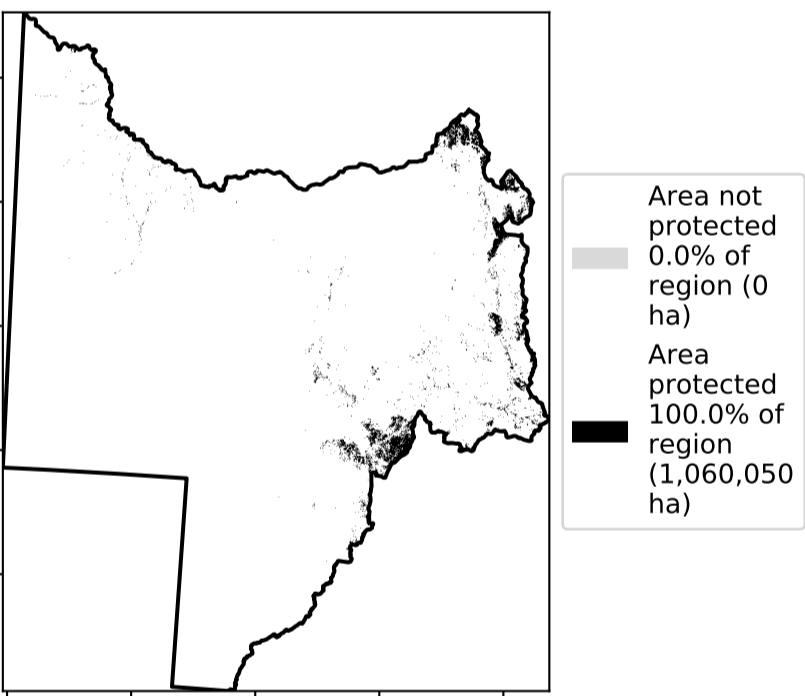 Area not
protected
0.0% of
region (0
ha)
Area
protected
100.0% of
region
(1,060,050
ha)